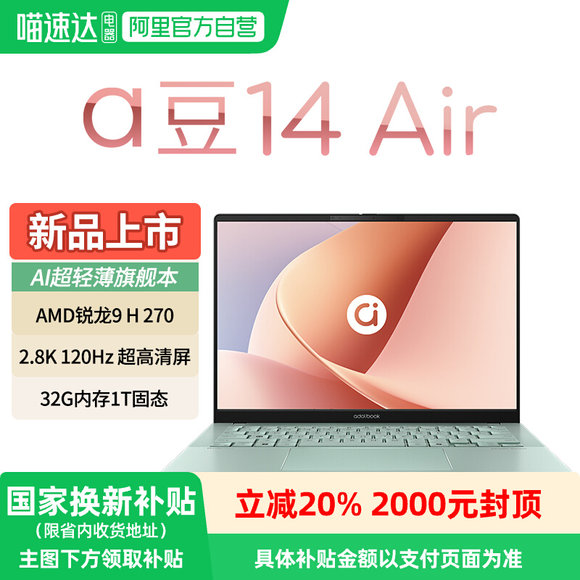 喵速达电器 阿里官方自营
a豆14 Air
新品上市
AI超轻薄旗舰本
AMD锐龙9 H 270
2.8K 120Hz 超高清屏
32G内存1T固态
adolbook
国家换新补贴
(限省内收货地址)
主图下方领取补贴
立减20% 2000元封顶
具体补贴金额以支付页面为准